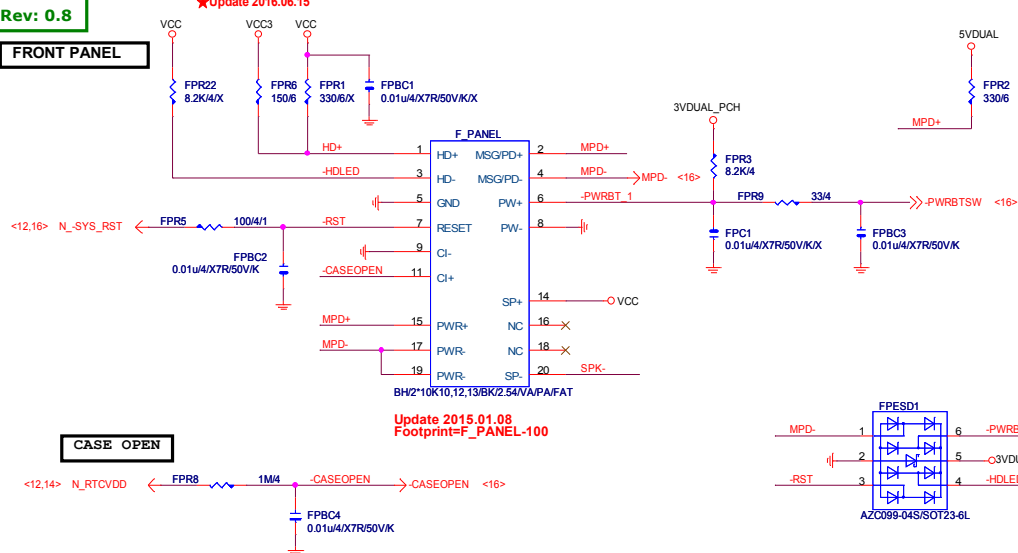 ★Update 2016.06.15
Rev: 0.8
FRONT PANEL
VCC
VCC3
VCC
5VDUAL
FPR22
8.2K/4/X
FPR6
150/6
FPR1
330/6/X
FPBC1
0.01u/4/X7R/50V/K/X
FPR2
330/6
MPD+
3VDUAL_PCH
FPR3
8.2K/4
F_PANEL
HD+ 1 HD+ MSG/PD+ 2 MPD+
-HDLED 3 HD- MSG/PD- 4 MPD- MPD- <16>
5 GND PW+ 6 -PWRBT_1 FPR9 33/4 -PWRBTSW <16>
<12,16> N_-SYS_RST FPR5 100/4/1 -RST 7 RESET PW- 8
9 CI-
-CASEOPEN 11 CI+
FPBC2
0.01u/4/X7R/50V/K
FPC1
0.01u/4/X7R/50V/K/X
FPBC3
0.01u/4/X7R/50V/K
SP+ 14 VCC
MPD+ 15 PWR+ NC 16
MPD- 17 PWR- NC 18
19 PWR- SP- 20 SPK-
BH/2*10K10,12,13/BK/2.54/VA/PA/FAT
Update 2015.01.08
Footprint=F_PANEL-100
CASE OPEN
<12,14> N_RTCVDD FPR8 1M/4 -CASEOPEN -CASEOPEN <16>
FPBC4
0.01u/4/X7R/50V/K
FPESD1
MPD- 1 6 -PWRB
2 5 3VDU
-RST 3 4 -HDLE
AZC099-04S/SOT23-6L